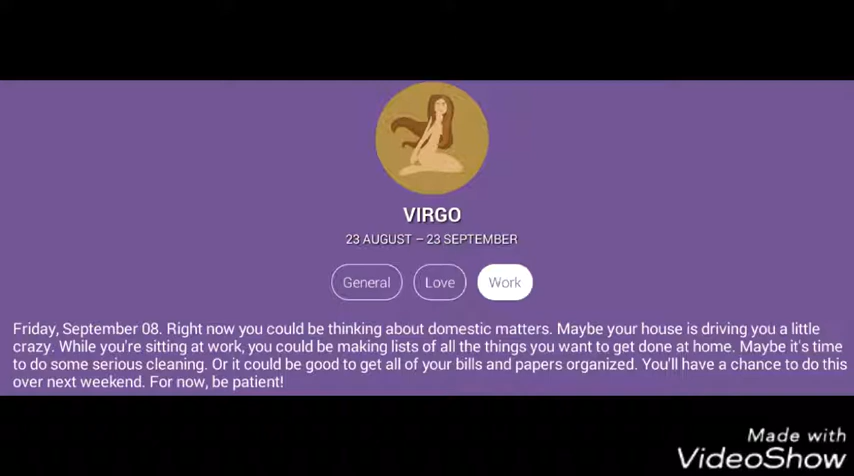 VIRGO
23 AUGUST – 23 SEPTEMBER
General Love Work
Friday, September 08. Right now you could be thinking about domestic matters. Maybe your house is driving you a little
crazy. While you're sitting at work, you could be making lists of all the things you want to get done at home. Maybe it's time
to do some serious cleaning. Or it could be good to get all of your bills and papers organized. You'll have a chance to do this
over next weekend. For now, be patient!
Made with
VideoShow